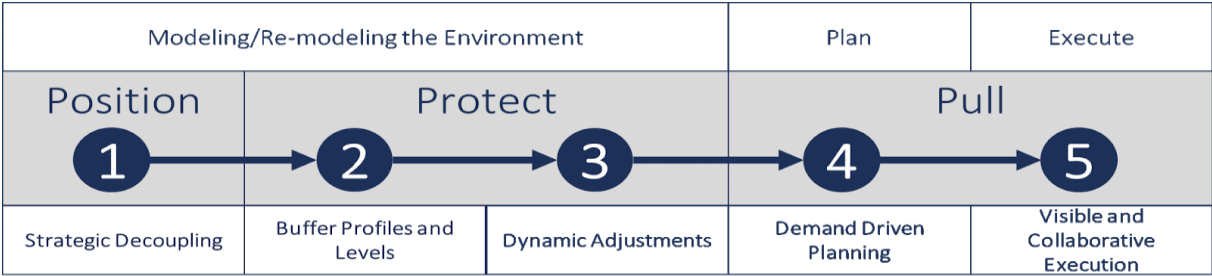 Modeling/Re-modeling the Environment
Plan
Execute
Position
Protect
Pull
1
2
3
4
5
Strategic Decoupling
Buffer Profiles and
Levels
Dynamic Adjustments
Demand Driven
Planning
Visible and
Collaborative
Execution